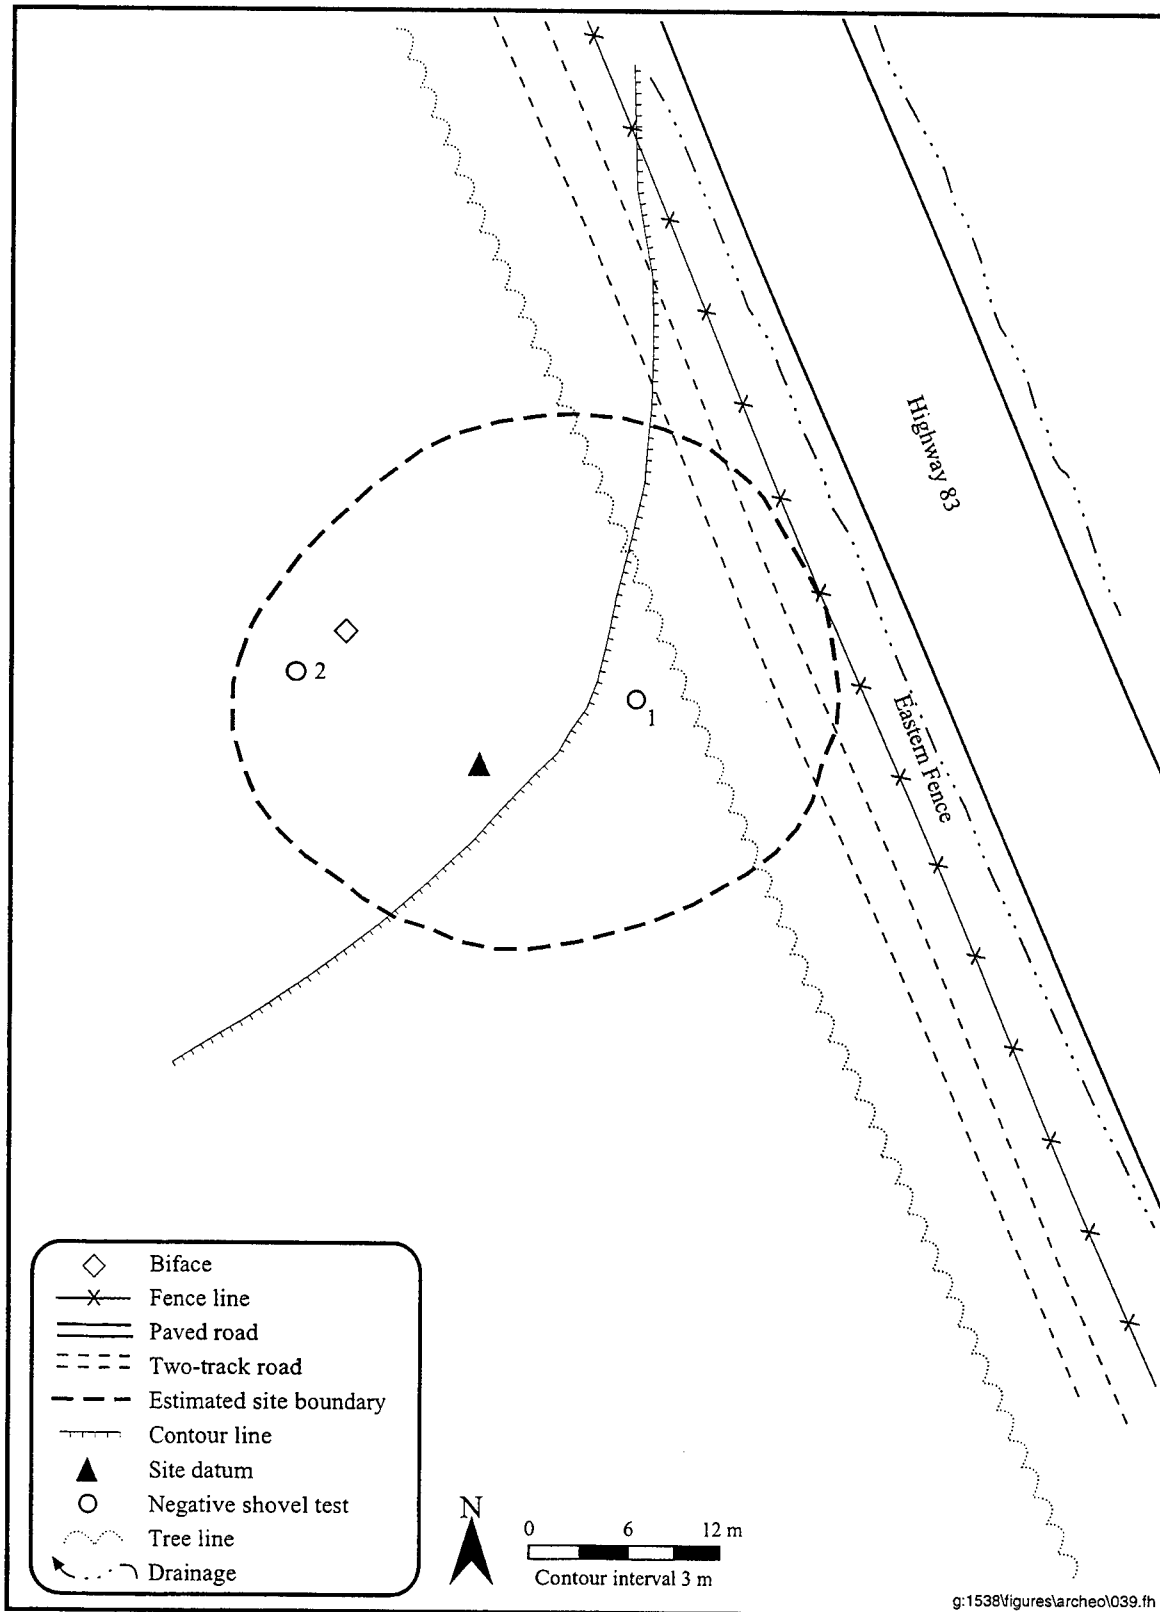 Highway 83
2
1
Eastern Fence
Biface
Fence line
Paved road
Two-track road
Estimated site boundary
Contour line
Site datum
Negative shovel test
Tree line
Drainage
N
0 6 12 m
Contour interval 3 m
g:1538\figures\archeo\039.fh